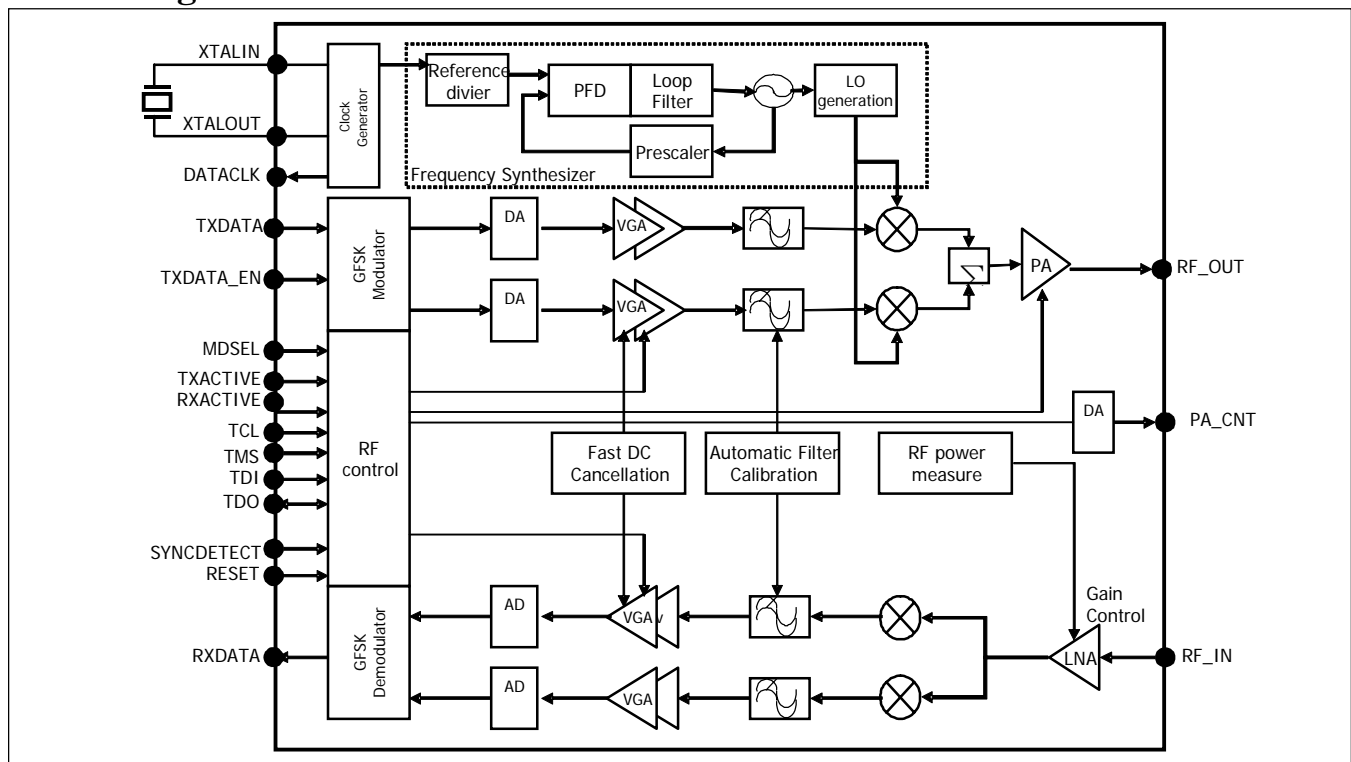 XTALIN
XTALOUT
DATACLK
TXDATA
TXDATA_EN
MDSEL
TXACTIVE
RXACTIVE
TCL
TMS
TDI
TDO
SYNCDETECT
RESET
RXDATA
Clock
Generator
Reference
divier
PFD
Loop
Filter
LO
generation
Prescaler
Frequency Synthesizer
GFSK
Modulator
DA
VGA
DA
VGA
Σ
PA
RF_OUT
RF
control
DA
PA_CNT
Fast DC
Cancellation
Automatic Filter
Calibration
RF power
measure
GFSK
Demodulator
AD
VGA
v
Gain
Control
LNA
RF_IN
AD
VGA